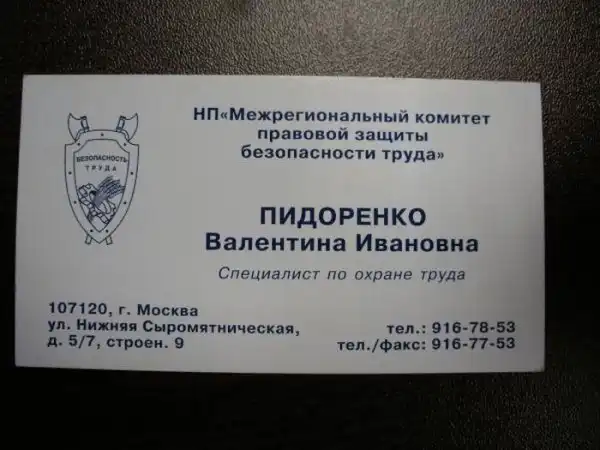 НП«Межрегиональный комитет
правовой защиты
безопасности труда»
БЕЗОПАСНОСТЬ
ТРУДА
ПИДОРЕНКО
Валентина Ивановна
Специалист по охране труда
107120, г. Москва
ул. Нижняя Сыромятническая,
д. 5/7, строен. 9
тел.: 916-78-53
тел./факс: 916-77-53